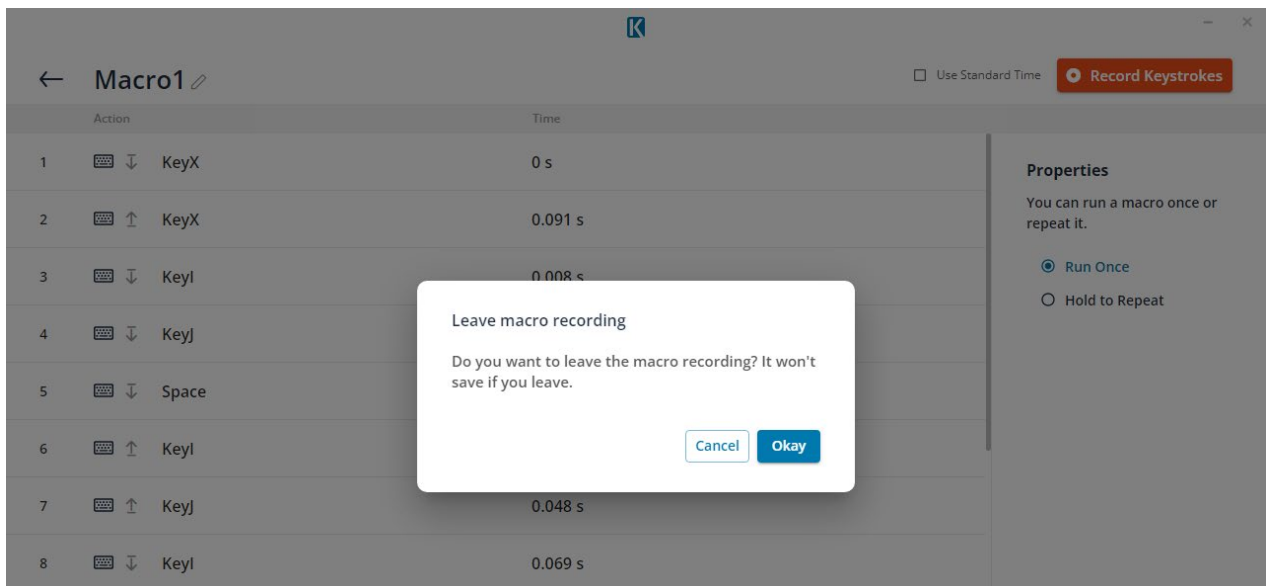 K
Macro1
Use Standard Time
Record Keystrokes
Action Time
1 KeyX 0 s
2 KeyX 0.091 s
3 KeyI 0.008 s
4 KeyJ
5 Space
6 KeyI
7 KeyJ 0.048 s
8 KeyI 0.069 s
Properties
You can run a macro once or
repeat it.
Run Once
Hold to Repeat
Leave macro recording
Do you want to leave the macro recording? It won't
save if you leave.
Cancel Okay